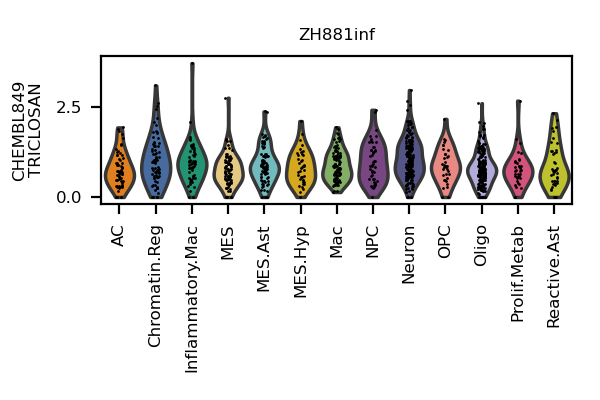 ZH881inf
CHEMBL849
TRICLOSAN
2.5
0.0
AC
Chromatin.Reg
Inflammatory.Mac
MES
MES.Ast
MES.Hyp
Mac
NPC
Neuron
OPC
Oligo
Prolif.Metab
Reactive.Ast